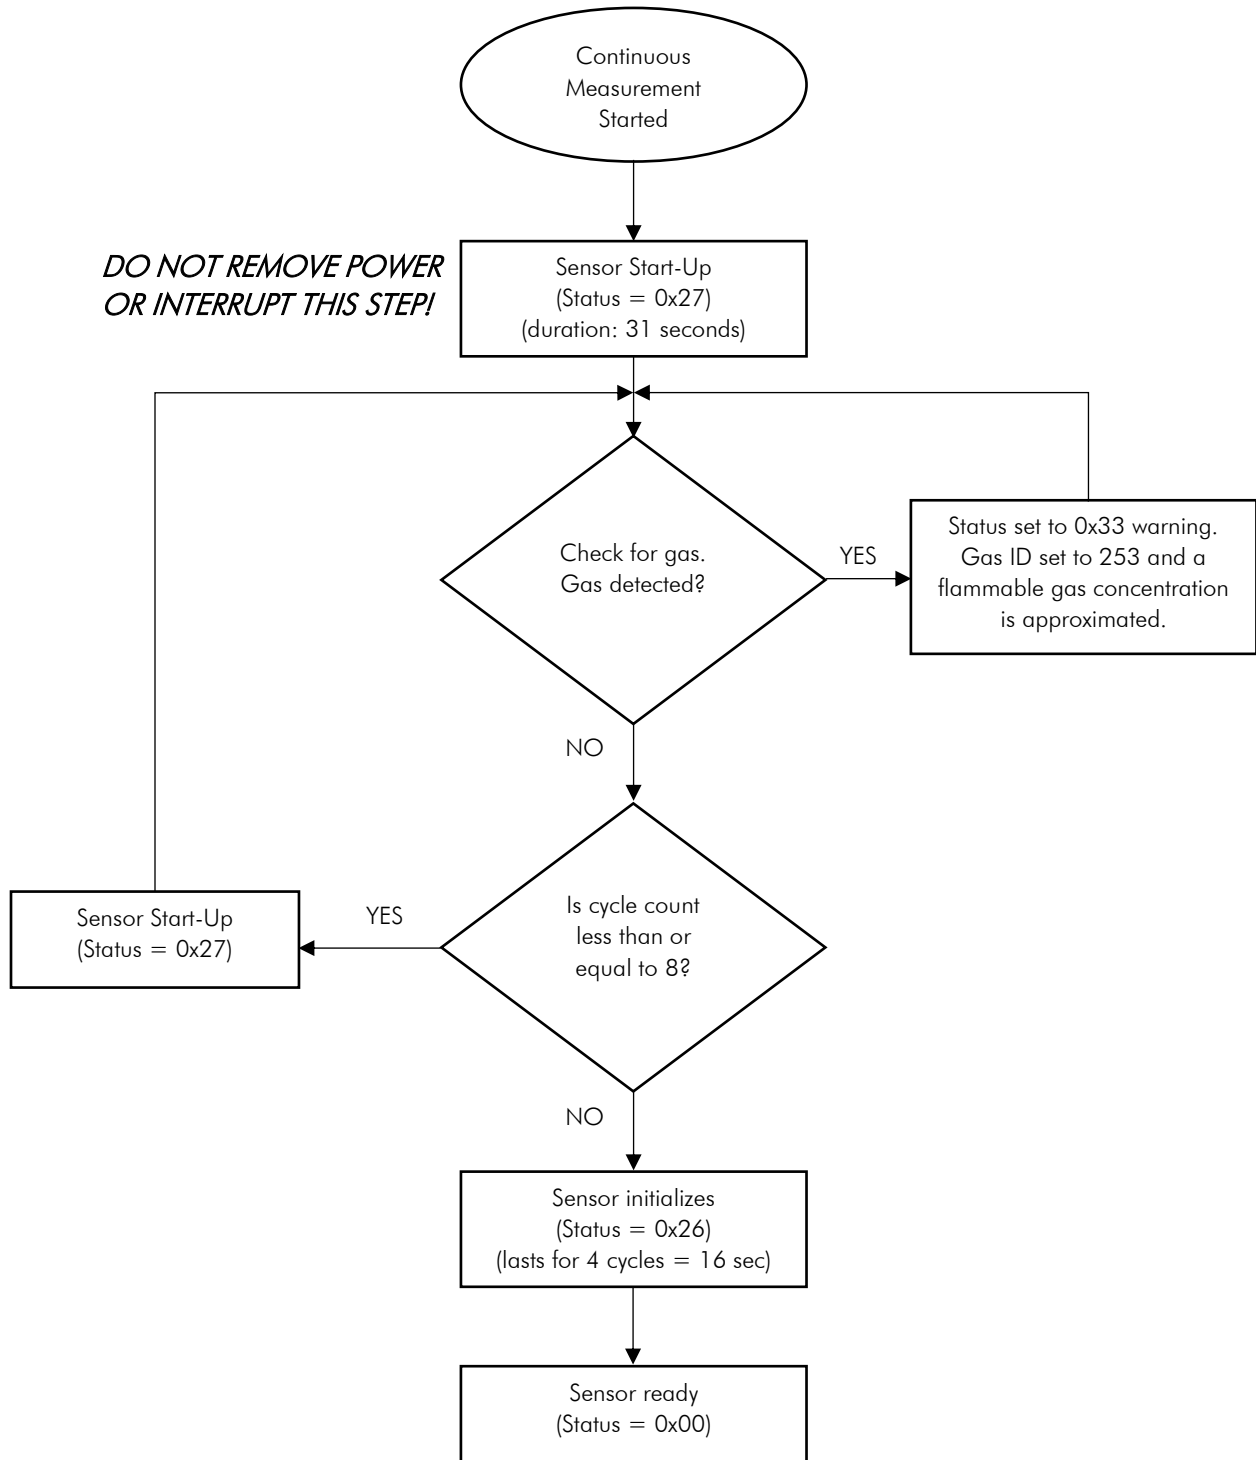 Continuous
Measurement
Started
DO NOT REMOVE POWER
OR INTERRUPT THIS STEP!
Sensor Start-Up
(Status = 0x27)
(duration: 31 seconds)
Check for gas.
Gas detected?
YES
Status set to 0x33 warning.
Gas ID set to 253 and a
flammable gas concentration
is approximated.
NO
Is cycle count
less than or
equal to 8?
YES
Sensor Start-Up
(Status = 0x27)
NO
Sensor initializes
(Status = 0x26)
(lasts for 4 cycles = 16 sec)
Sensor ready
(Status = 0x00)